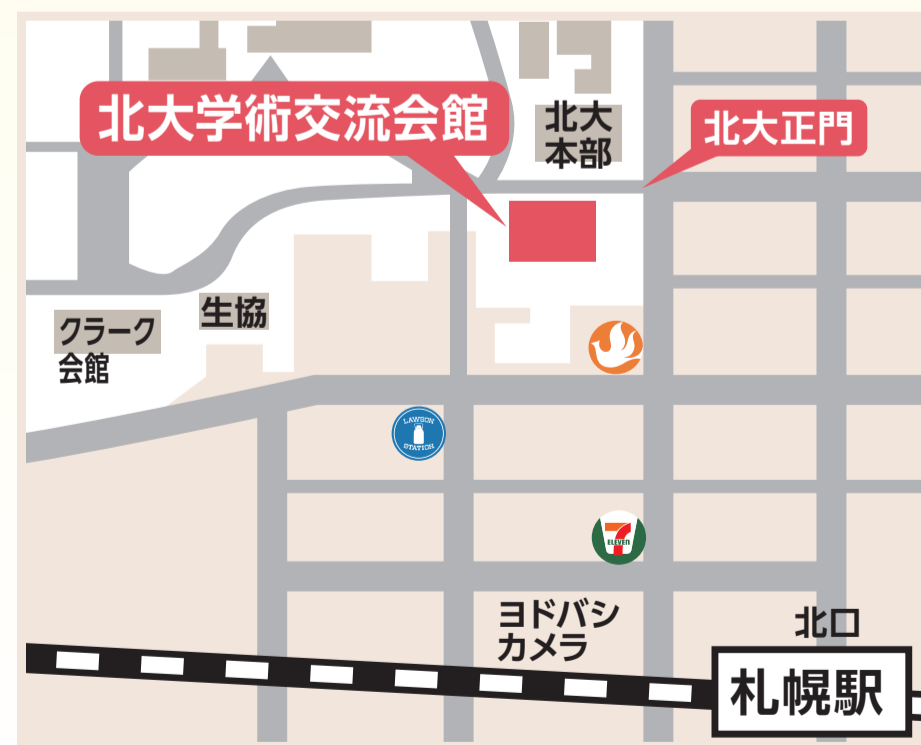 北大学術交流会館
北大
本部
北大正門
クラーク
会館
生協
LAWSON
STATION
7
ELEVEN
ヨドバシ
カメラ
北口
札幌駅